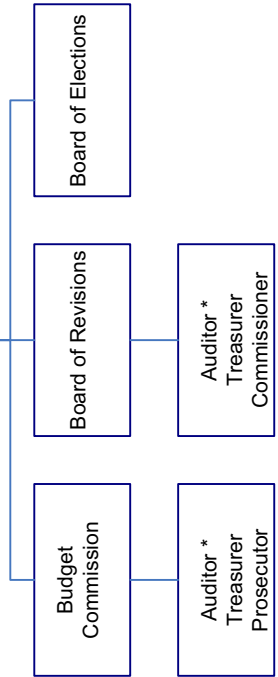 Budget
Commission
Board of Revisions
Board of Elections
Auditor *
Treasurer
Prosecutor
Auditor *
Treasurer
Commissioner